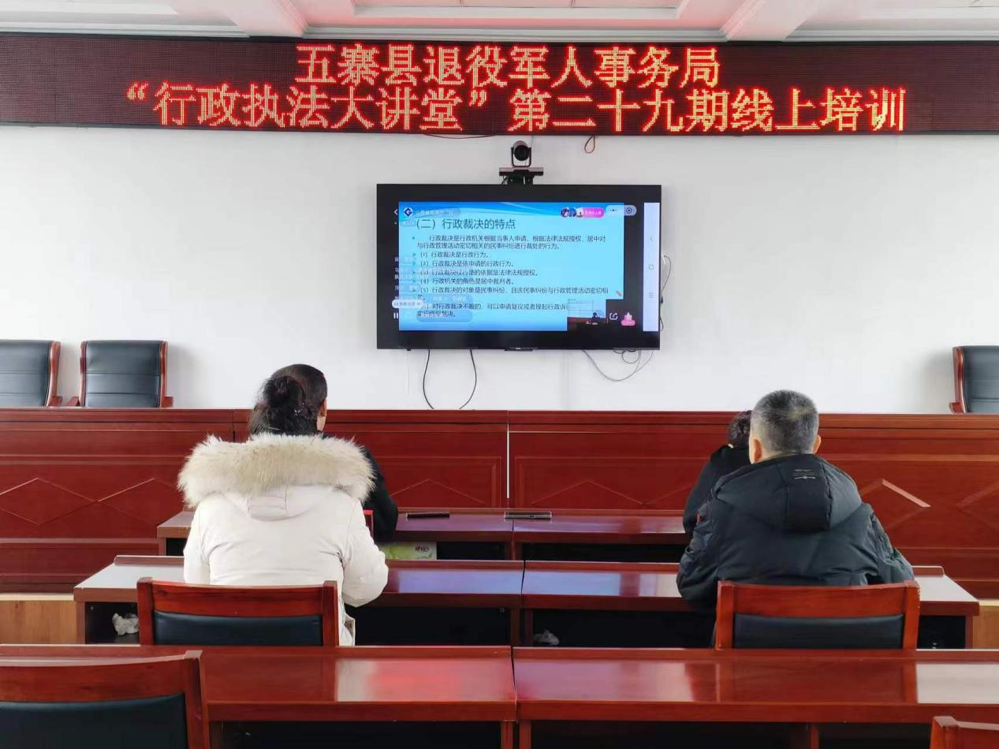 五寨县退役军人事务局
“行政执法大讲堂”第二十九期线上培训
（二）行政裁决的特点
行政裁决是行政机关根据当事人申请，根据法律法规授权，居中对
与行政管理活动密切相关的民事纠纷进行裁处的行为。
（1）行政裁决是行政行为。
（2）行政裁决是依申请的行政行为。
（3）行政裁决权行使的依据是法律法规授权。
（4）行政机关的角色是居中裁判者。
（5）行政裁决的对象是民事纠纷，且该民事纠纷与行政管理活动密切相
对行政裁决不服的，可以申请复议或者提起行政诉